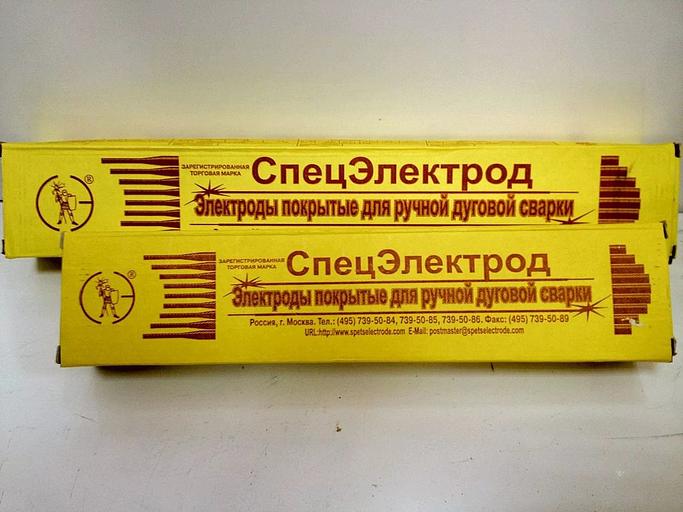 ®
ЗАРЕГИСТРИРОВАННАЯ
ТОРГОВАЯ МАРКА
СпецЭлектрод
Электроды покрытые для ручной дуговой сварки
®
ЗАРЕГИСТРИРОВАННАЯ
ТОРГОВАЯ МАРКА
СпецЭлектрод
Электроды покрытые для ручной дуговой сварки
Россия, г. Москва. Тел.: (495) 739-50-84, 739-50-85, 739-50-86. Факс: (495) 739-50-89
URL:http://www.spetselectrode.com E-Mail: postmaster@spetselectrode.com